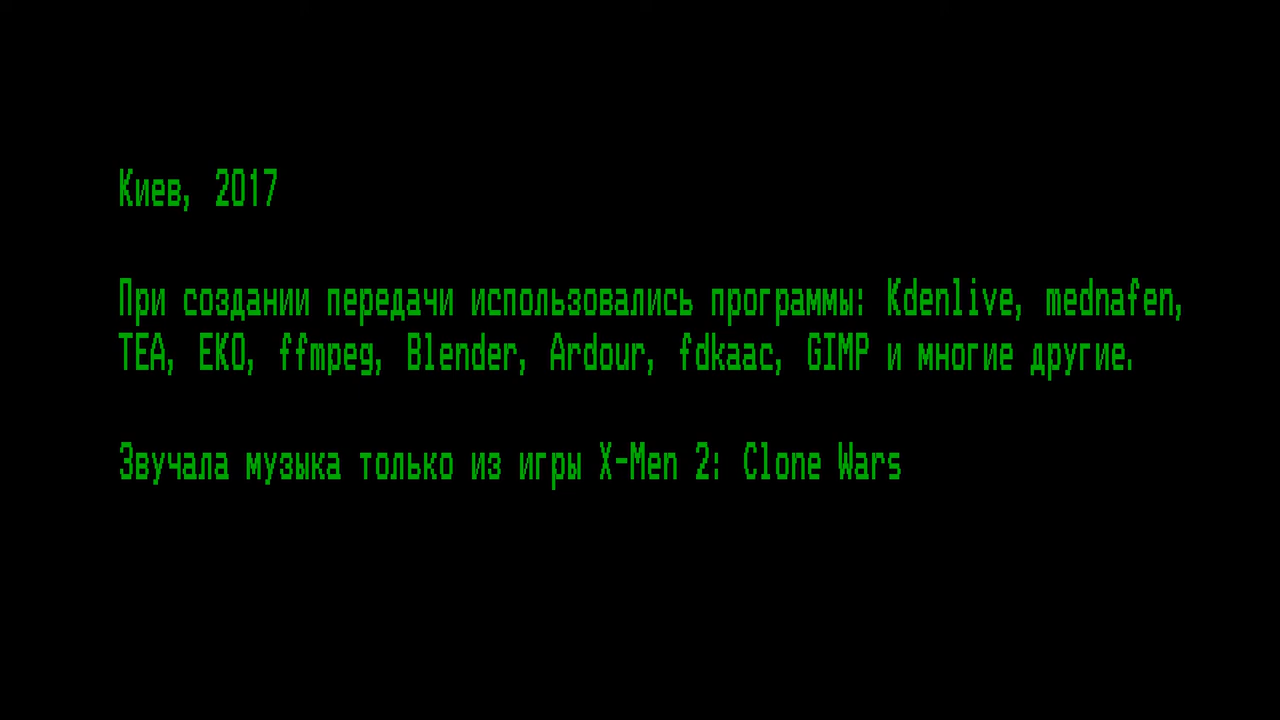 Киев, 2017
При создании передачи использовались программы: Kdenlive, mednafen,
TEA, EKO, ffmpeg, Blender, Ardour, fdkaac, GIMP и многие другие.
Звучала музыка только из игры X-Men 2: Clone Wars